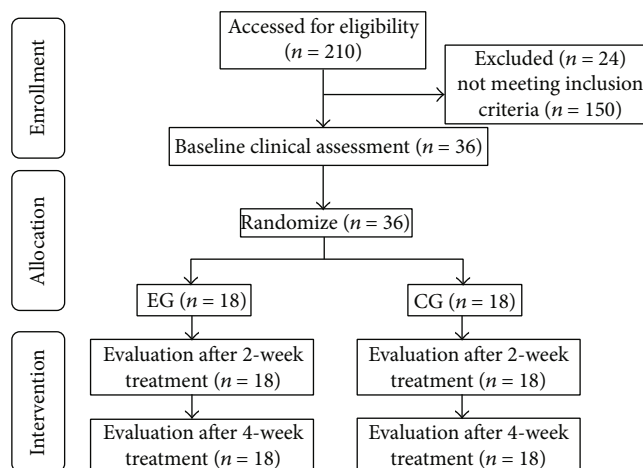 Enrollment
Accessed for eligibility
(n = 210)
Excluded (n = 24)
not meeting inclusion
criteria (n = 150)
Baseline clinical assessment (n = 36)
Allocation
Randomize (n = 36)
EG (n = 18)
CG (n = 18)
Intervention
Evaluation after 2-week
treatment (n = 18)
Evaluation after 2-week
treatment (n = 18)
Evaluation after 4-week
treatment (n = 18)
Evaluation after 4-week
treatment (n = 18)